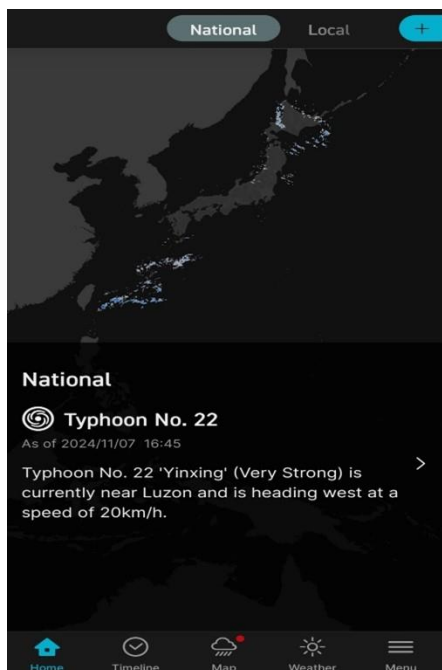 National Local +
National
Typhoon No. 22
As of 2024/11/07 16:45
Typhoon No. 22 'Yinxing' (Very Strong) is
currently near Luzon and is heading west at a
speed of 20km/h.
Home Timeline Map Weather Menu